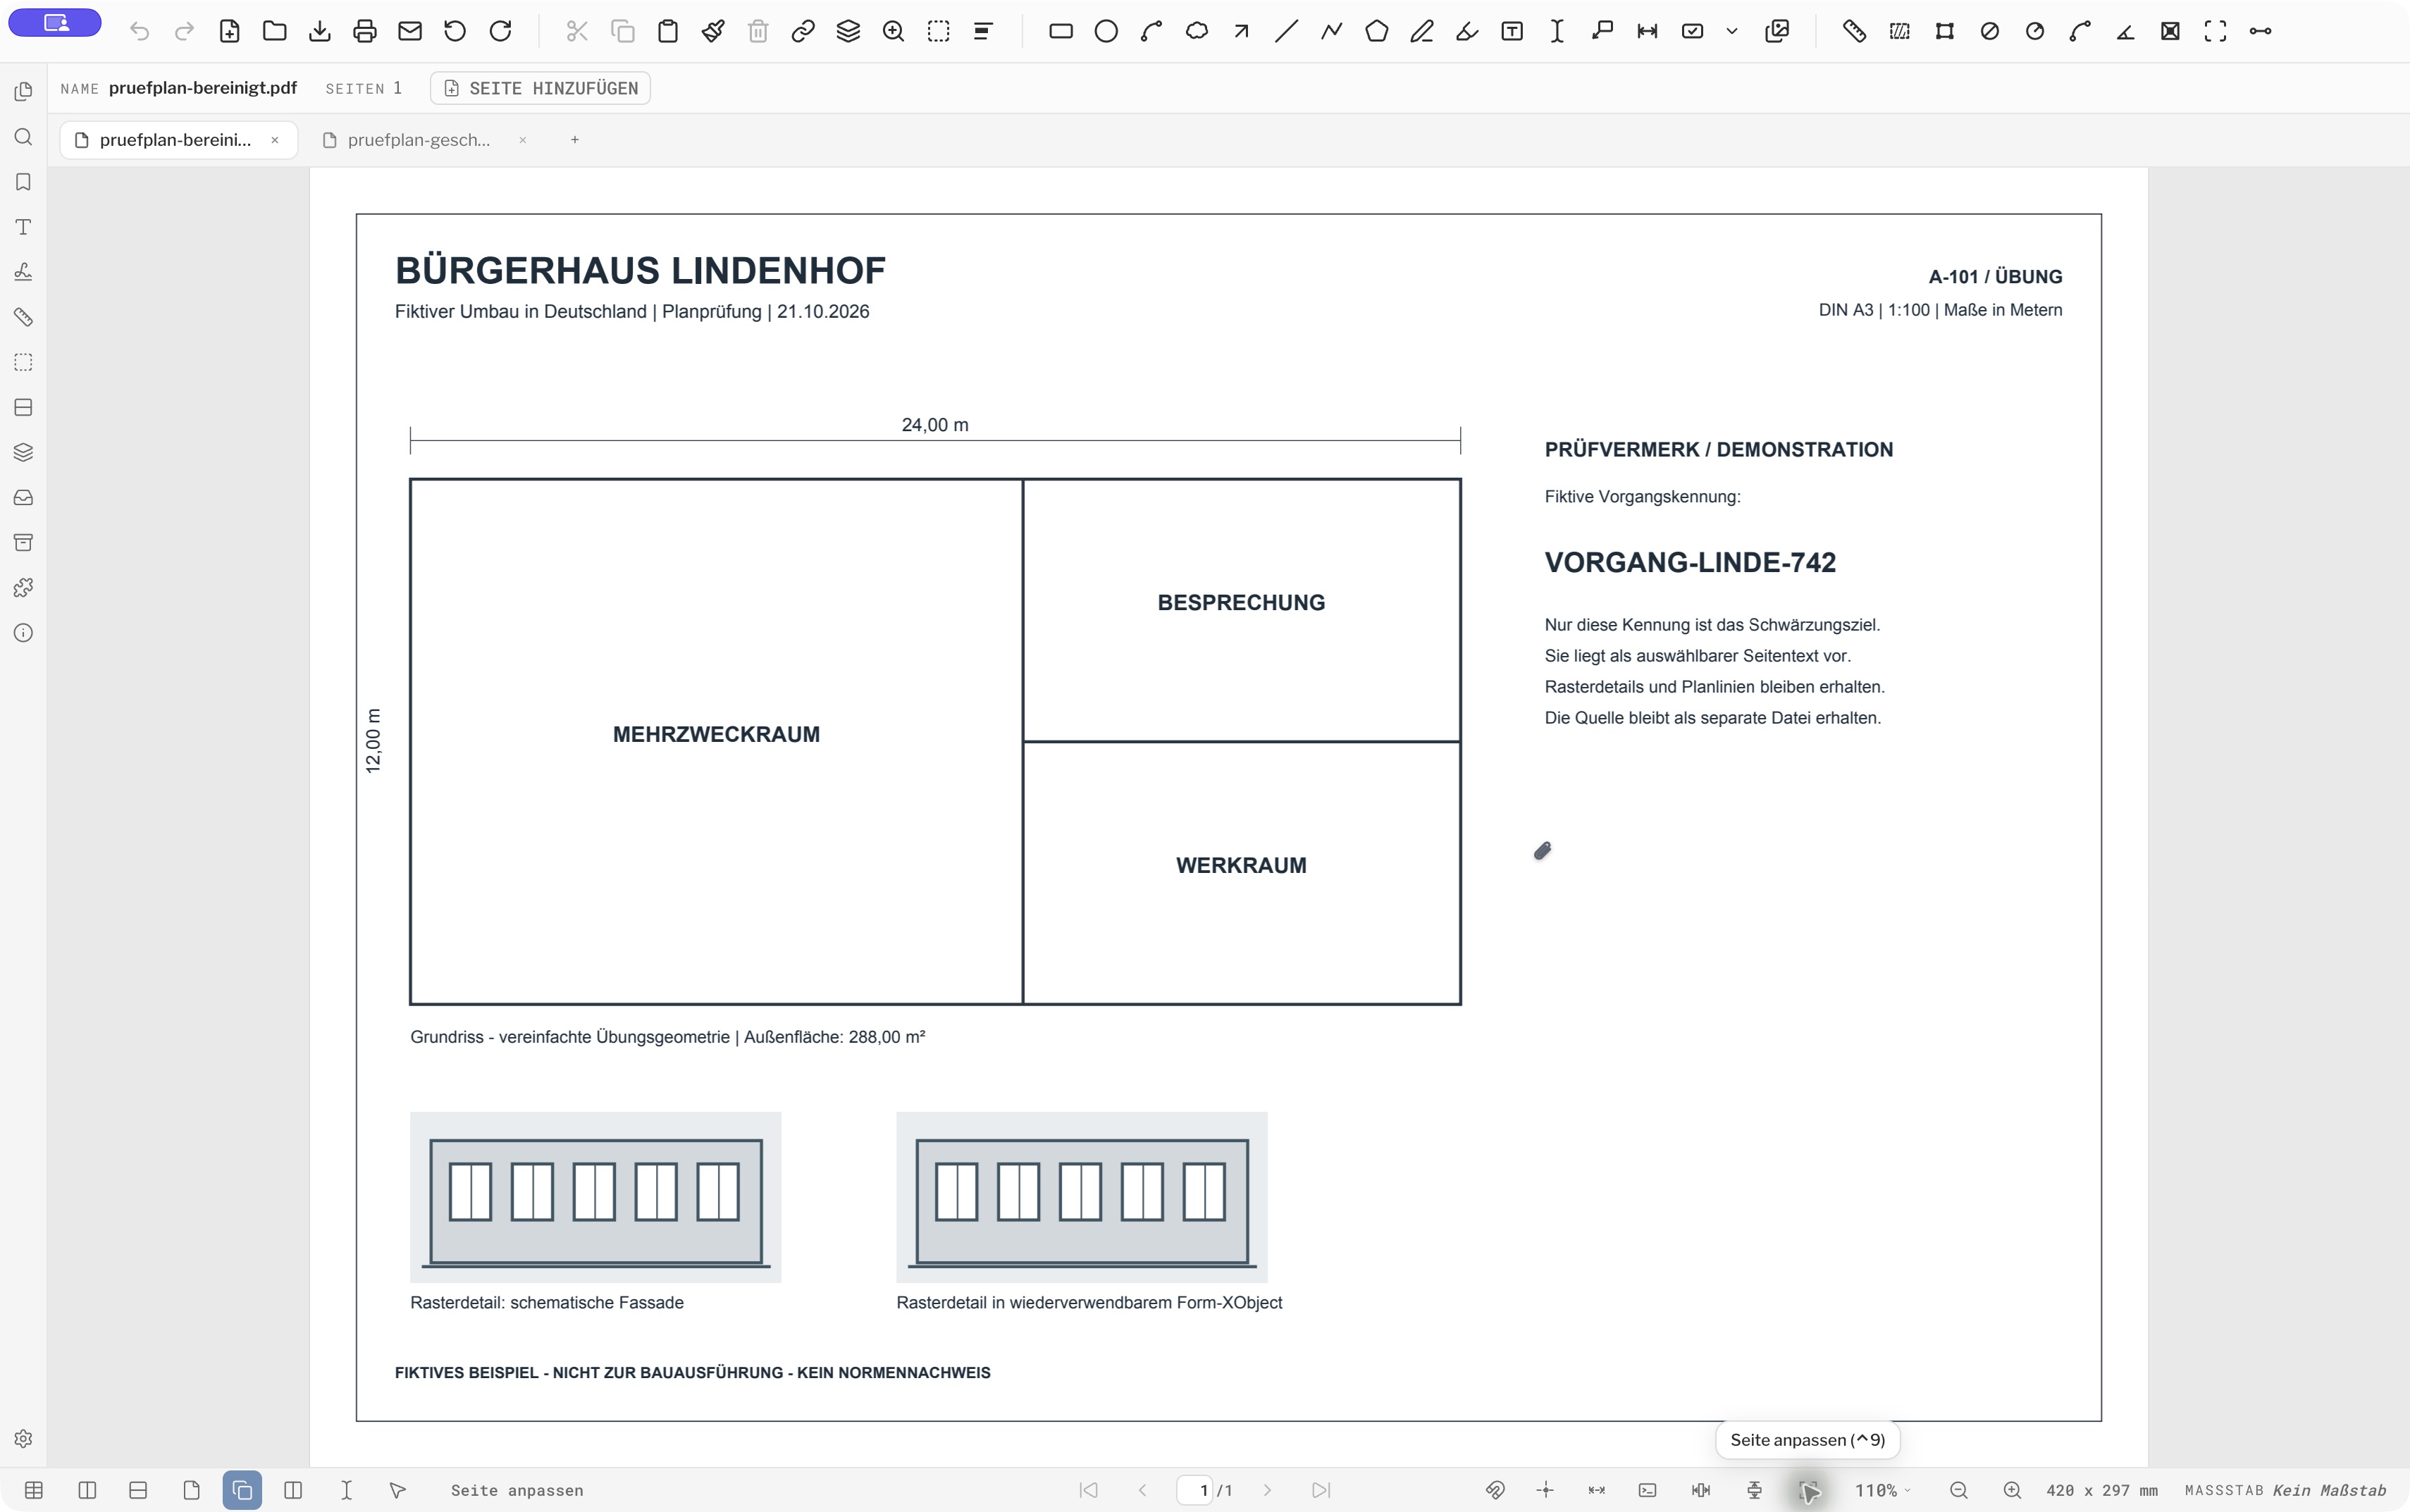 NAME pruefplan-bereinigt.pdf SEITEN 1 SEITE HINZUFÜGEN
pruefplan-bereini... × pruefplan-gesch... × +
BÜRGERHAUS LINDENHOF
Fiktiver Umbau in Deutschland | Planprüfung | 21.10.2026
A-101 / ÜBUNG
DIN A3 | 1:100 | Maße in Metern
24,00 m
12,00 m
MEHRZWECKRAUM
BESPRECHUNG
WERKRAUM
PRÜFVERMERK / DEMONSTRATION
Fiktive Vorgangskennung:
VORGANG-LINDE-742
Nur diese Kennung ist das Schwärzungsziel.
Sie liegt als auswählbarer Seitentext vor.
Rasterdetails und Planlinien bleiben erhalten.
Die Quelle bleibt als separate Datei erhalten.
Grundriss - vereinfachte Übungsgeometrie | Außenfläche: 288,00 m²
Rasterdetail: schematische Fassade
Rasterdetail in wiederverwendbarem Form-XObject
FIKTIVES BEISPIEL - NICHT ZUR BAUAUSFÜHRUNG - KEIN NORMENNACHWEIS
Seite anpassen (^9)
Seite anpassen 1 /1 110% 420 x 297 mm MASSSTAB Kein Maßstab